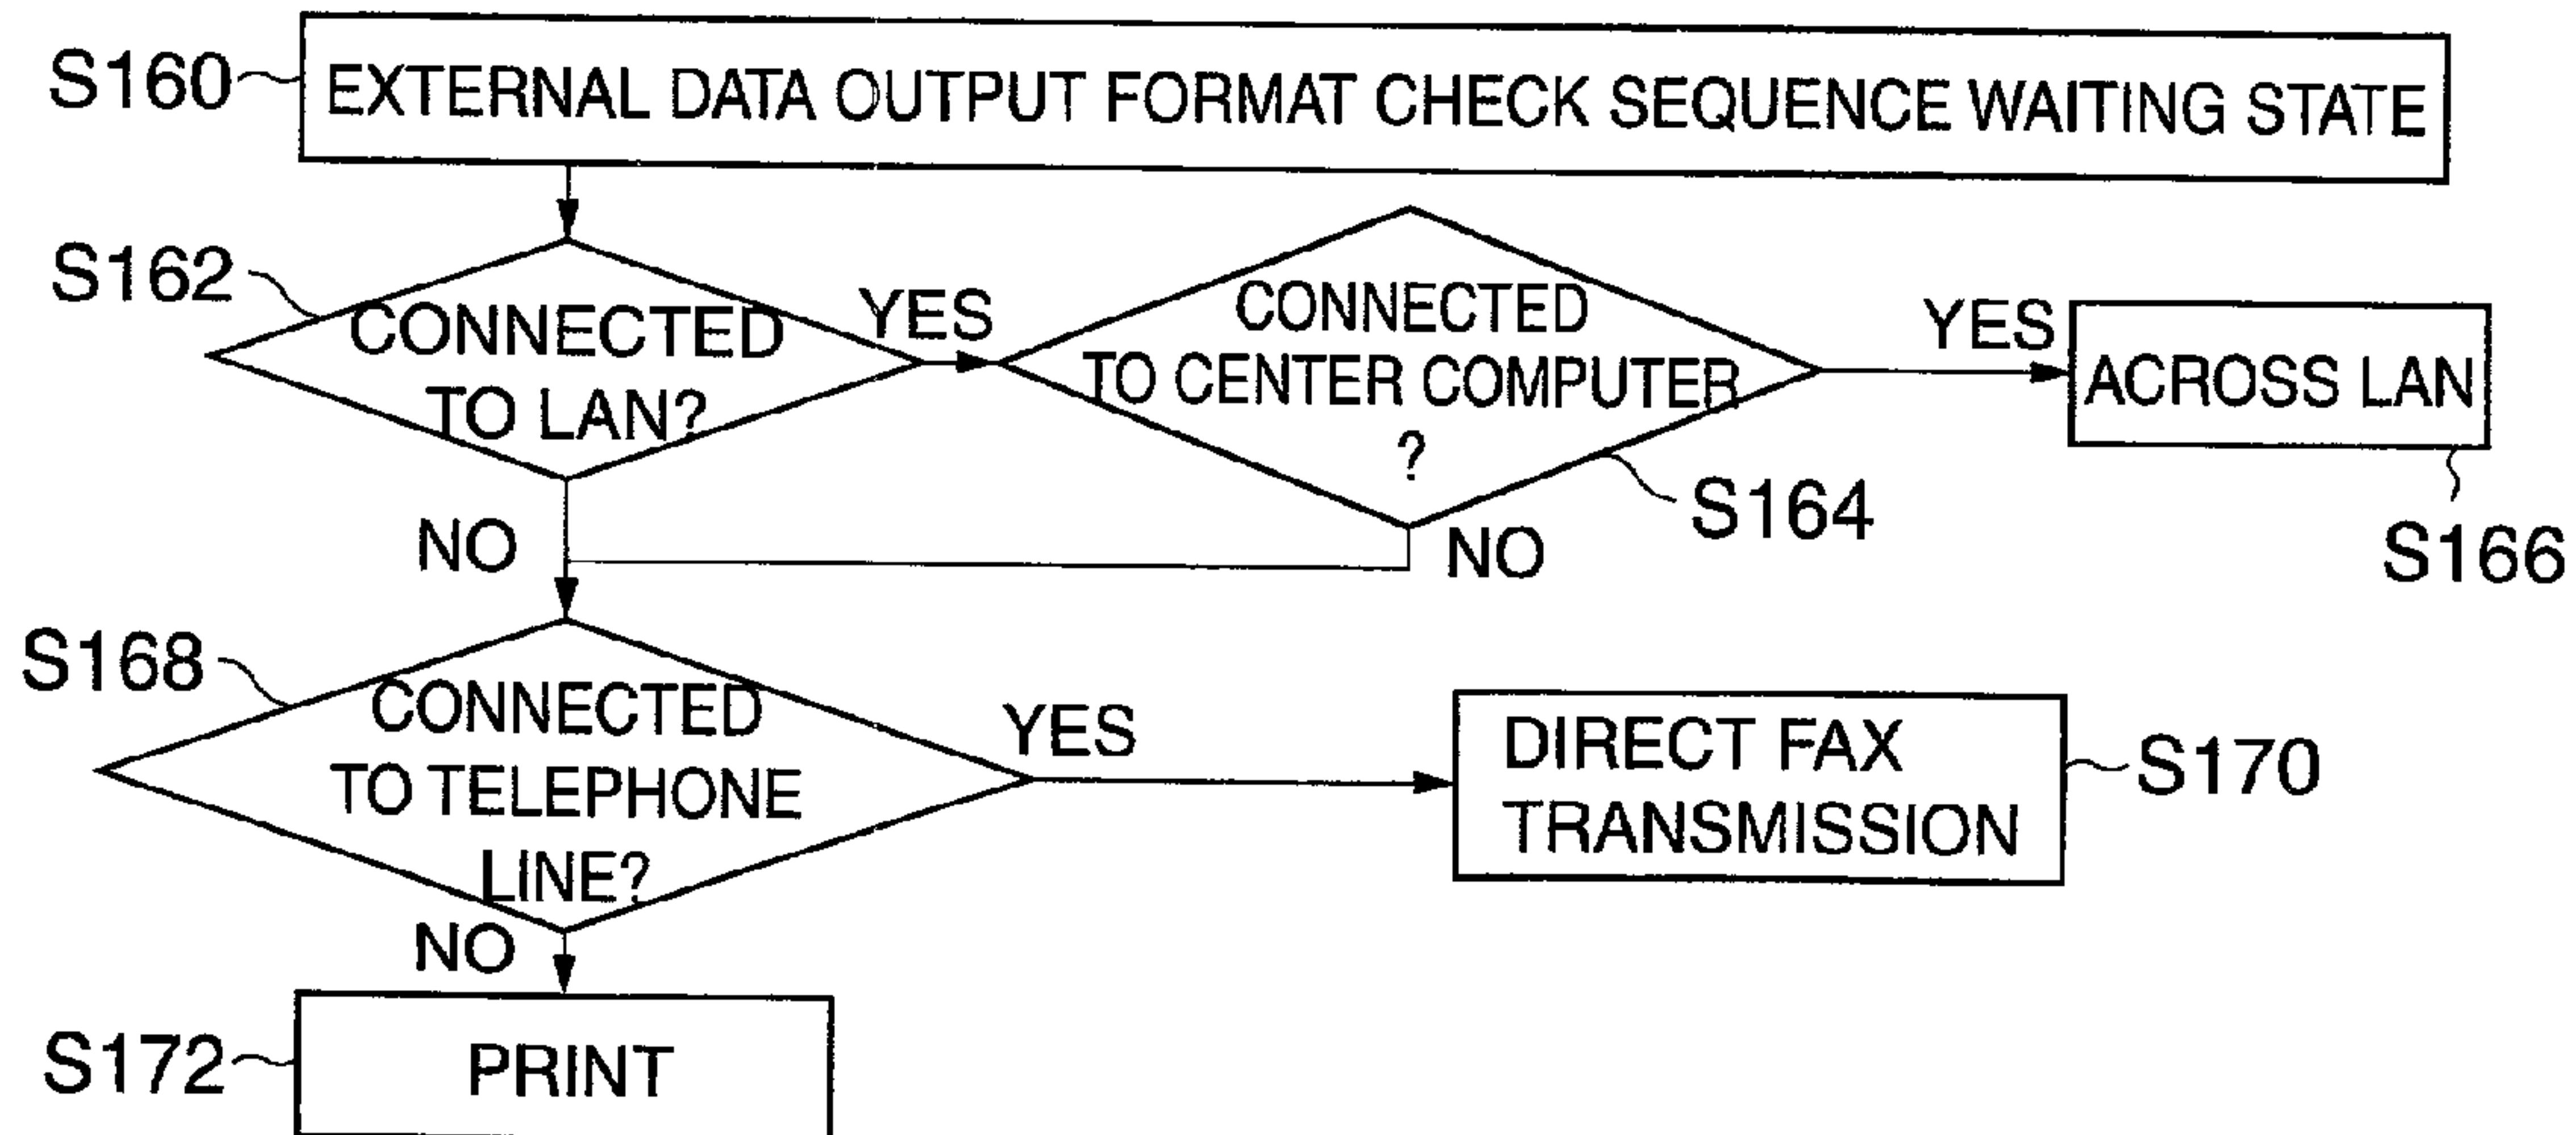 S160
EXTERNAL DATA OUTPUT FORMAT CHECK SEQUENCE WAITING STATE
S162
CONNECTED
TO LAN?
YES
CONNECTED
TO CENTER COMPUTER
?
YES
ACROSS LAN
S164
S166
NO
NO
S168
CONNECTED
TO TELEPHONE
LINE?
YES
DIRECT FAX
TRANSMISSION
S170
NO
S172
PRINT